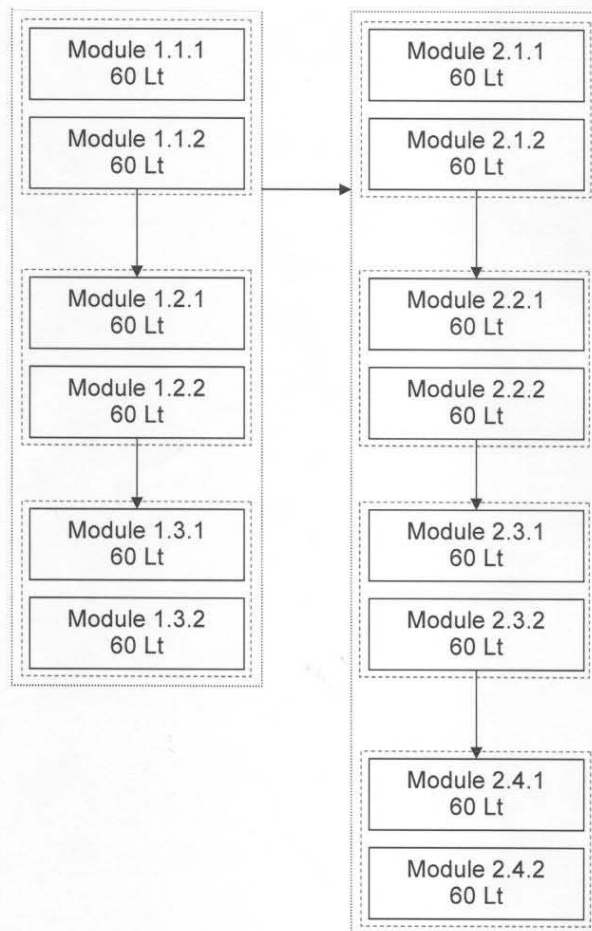 Module 1.1.1
60 Lt
Module 1.1.2
60 Lt
Module 1.2.1
60 Lt
Module 1.2.2
60 Lt
Module 1.3.1
60 Lt
Module 1.3.2
60 Lt
Module 2.1.1
60 Lt
Module 2.1.2
60 Lt
Module 2.2.1
60 Lt
Module 2.2.2
60 Lt
Module 2.3.1
60 Lt
Module 2.3.2
60 Lt
Module 2.4.1
60 Lt
Module 2.4.2
60 Lt